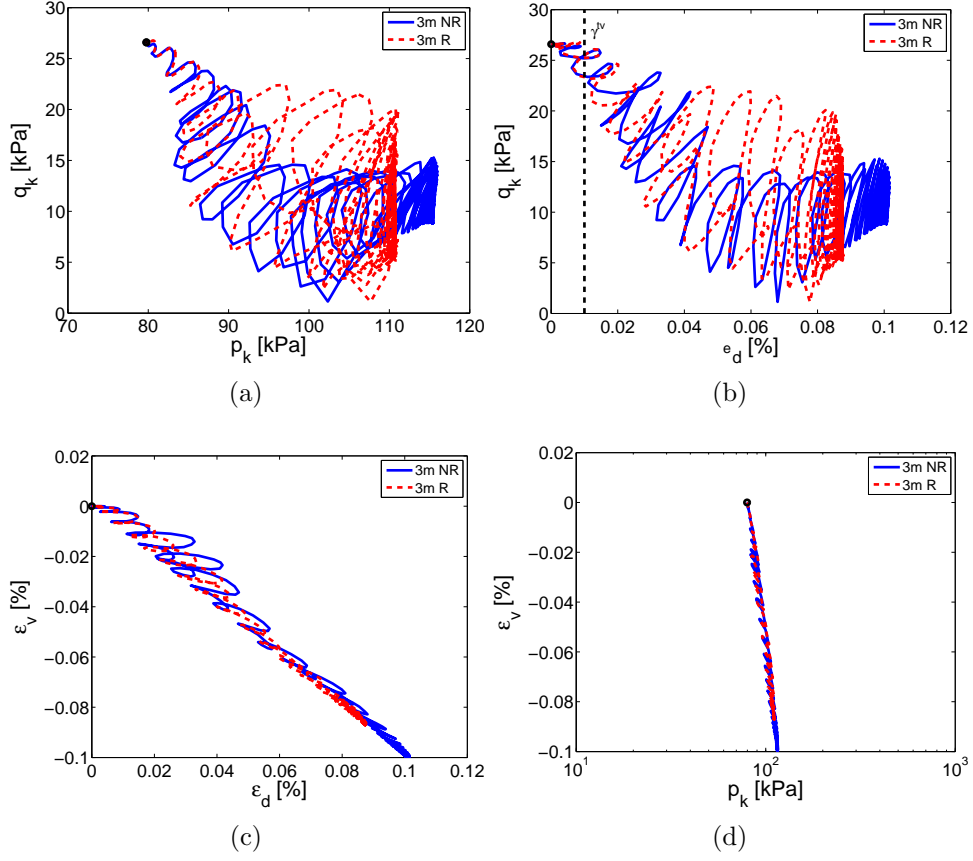 30
25
20
15
10
5
0
70 80 90 100 110 120
q_k [kPa]
p_k [kPa]
3m NR
3m R
(a)
30
25
20
15
10
5
0
0 0.02 0.04 0.06 0.08 0.1 0.12
q_k [kPa]
e_d [%]
γ^tv
3m NR
3m R
(b)
0.02
0
−0.02
−0.04
−0.06
−0.08
−0.1
0 0.02 0.04 0.06 0.08 0.1 0.12
ε_v [%]
ε_d [%]
3m NR
3m R
(c)
0.02
0
−0.02
−0.04
−0.06
−0.08
−0.1
10^1 10^2 10^3
ε_v [%]
p_k [kPa]
3m NR
3m R
(d)